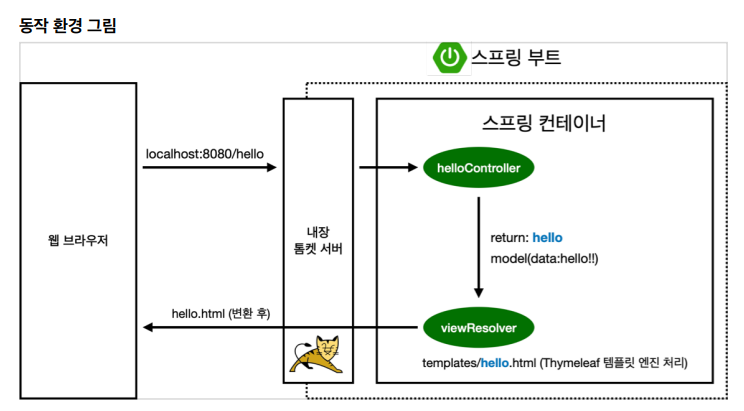 동작 환경 그림
스프링 부트
스프링 컨테이너
localhost:8080/hello
helloController
웹 브라우저
내장
톰켓 서버
return: hello
model(data:hello!!)
hello.html (변환 후)
viewResolver
templates/hello.html (Thymeleaf 템플릿 엔진 처리)